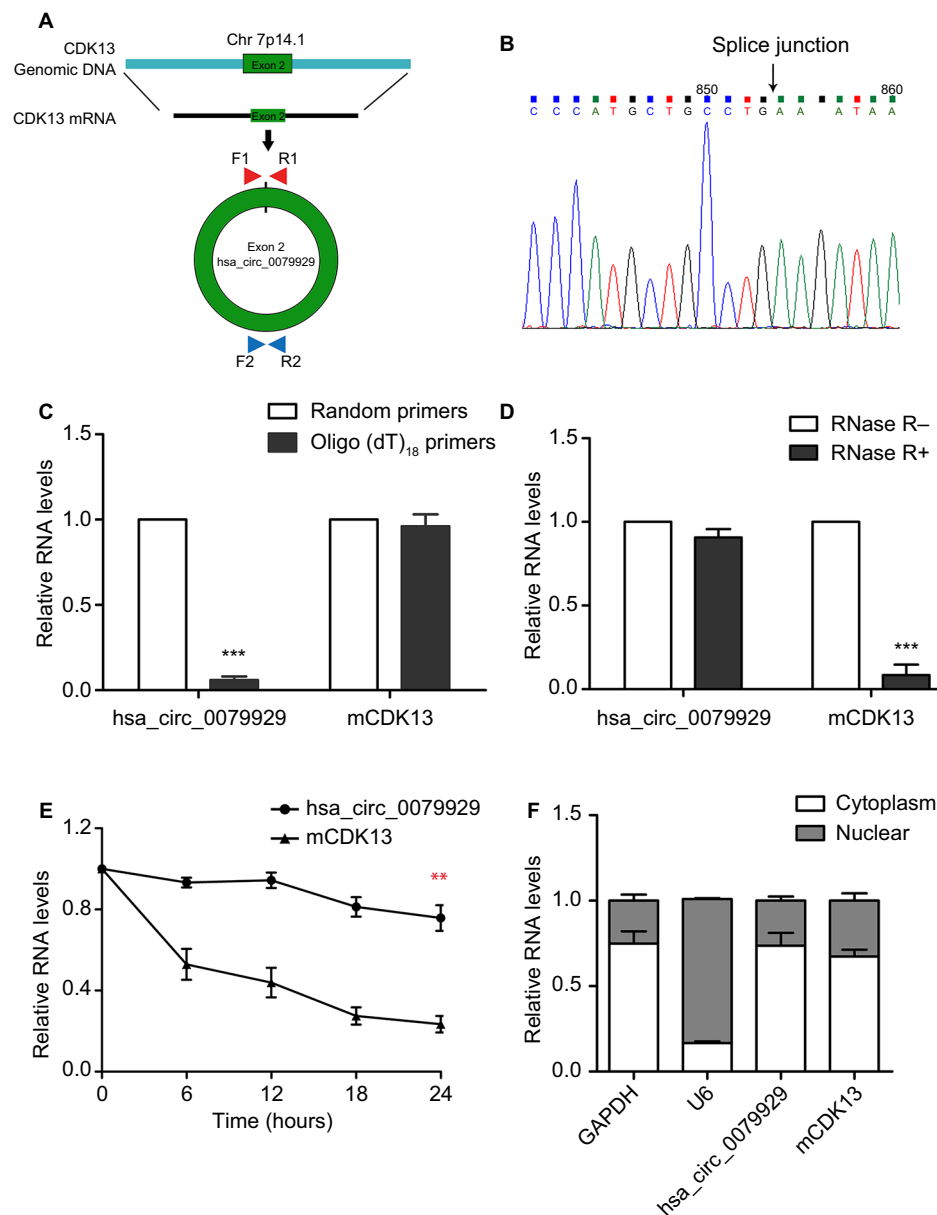 A
Chr 7p14.1
CDK13
Genomic DNA
Exon 2
CDK13 mRNA
Exon 2
F1 R1
Exon 2
hsa_circ_0079929
F2 R2
B
Splice junction
850 860
C C C A T G C T G C C T G A A A T A A
C
Random primers
Oligo (dT)18 primers
Relative RNA levels
1.5
1.0
0.5
0.0
***
hsa_circ_0079929 mCDK13
D
RNase R–
RNase R+
Relative RNA levels
1.5
1.0
0.5
0.0
***
hsa_circ_0079929 mCDK13
E
hsa_circ_0079929
mCDK13
Relative RNA levels
1.2
0.8
0.4
0.0
**
0 6 12 18 24
Time (hours)
F
Cytoplasm
Nuclear
Relative RNA levels
1.5
1.0
0.5
0.0
GAPDH
U6
hsa_circ_0079929
mCDK13